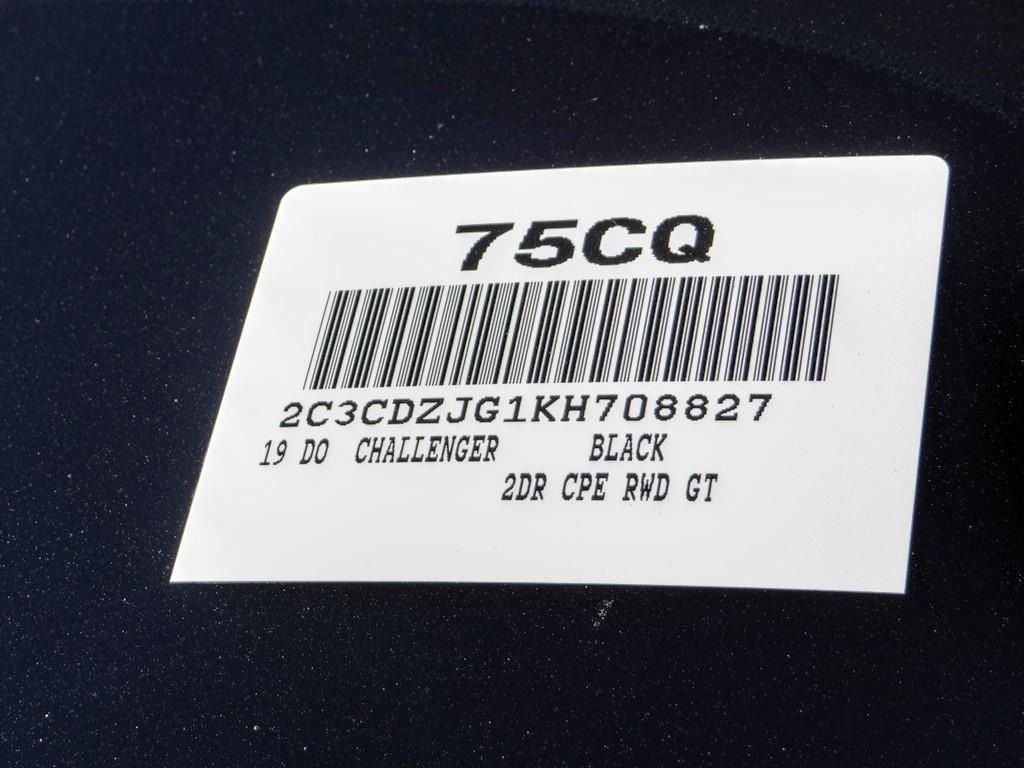 75CQ
2C3CDZJG1KH708827
19 DO CHALLENGER BLACK
2DR CPE RWD GT